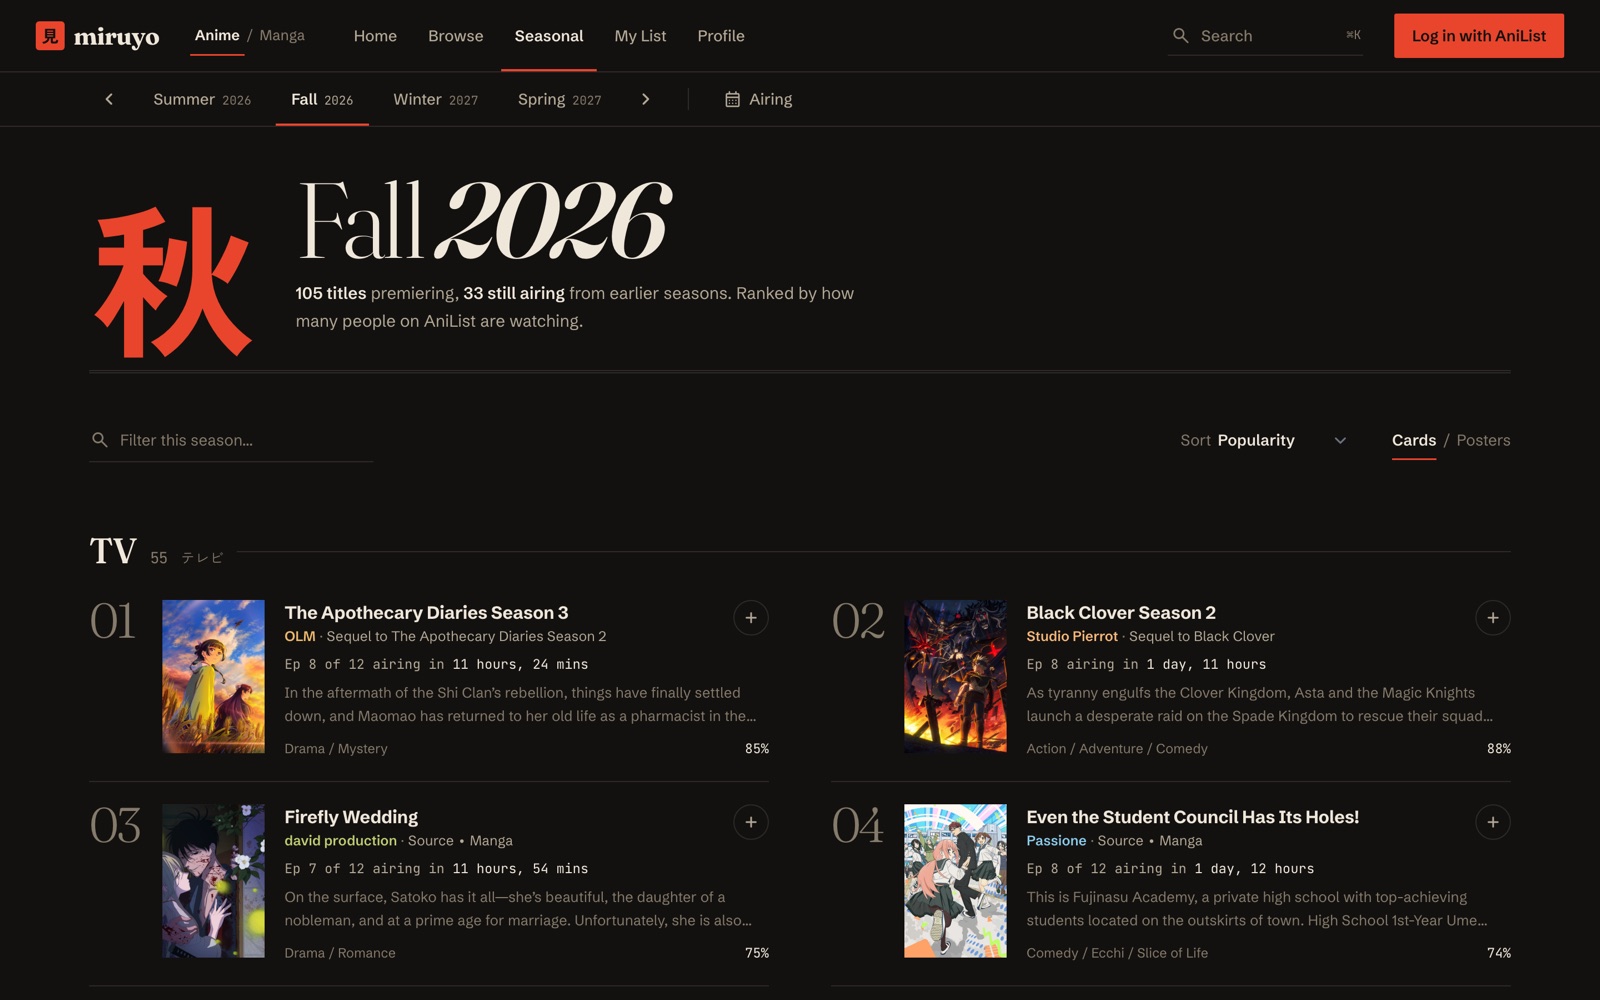 見 miruyo
Anime / Manga
Home
Browse
Seasonal
My List
Profile
Search ⌘K
Log in with AniList
Summer 2026
Fall 2026
Winter 2027
Spring 2027
Airing
秋
Fall 2026
105 titles premiering, 33 still airing from earlier seasons. Ranked by how
many people on AniList are watching.
Filter this season...
Sort Popularity
Cards / Posters
TV 55 テレビ
01
The Apothecary Diaries Season 3
OLM · Sequel to The Apothecary Diaries Season 2
Ep 8 of 12 airing in 11 hours, 24 mins
In the aftermath of the Shi Clan’s rebellion, things have finally settled
down, and Maomao has returned to her old life as a pharmacist in the...
Drama / Mystery
85%
02
Black Clover Season 2
Studio Pierrot · Sequel to Black Clover
Ep 8 airing in 1 day, 11 hours
As tyranny engulfs the Clover Kingdom, Asta and the Magic Knights
launch a desperate raid on the Spade Kingdom to rescue their squad...
Action / Adventure / Comedy
88%
03
Firefly Wedding
david production · Source • Manga
Ep 7 of 12 airing in 11 hours, 54 mins
On the surface, Satoko has it all—she’s beautiful, the daughter of a
nobleman, and at a prime age for marriage. Unfortunately, she is also...
Drama / Romance
75%
04
Even the Student Council Has Its Holes!
Passione · Source • Manga
Ep 8 of 12 airing in 1 day, 12 hours
This is Fujinasu Academy, a private high school with top-achieving
students located on the outskirts of town. High School 1st-Year Ume...
Comedy / Ecchi / Slice of Life
74%